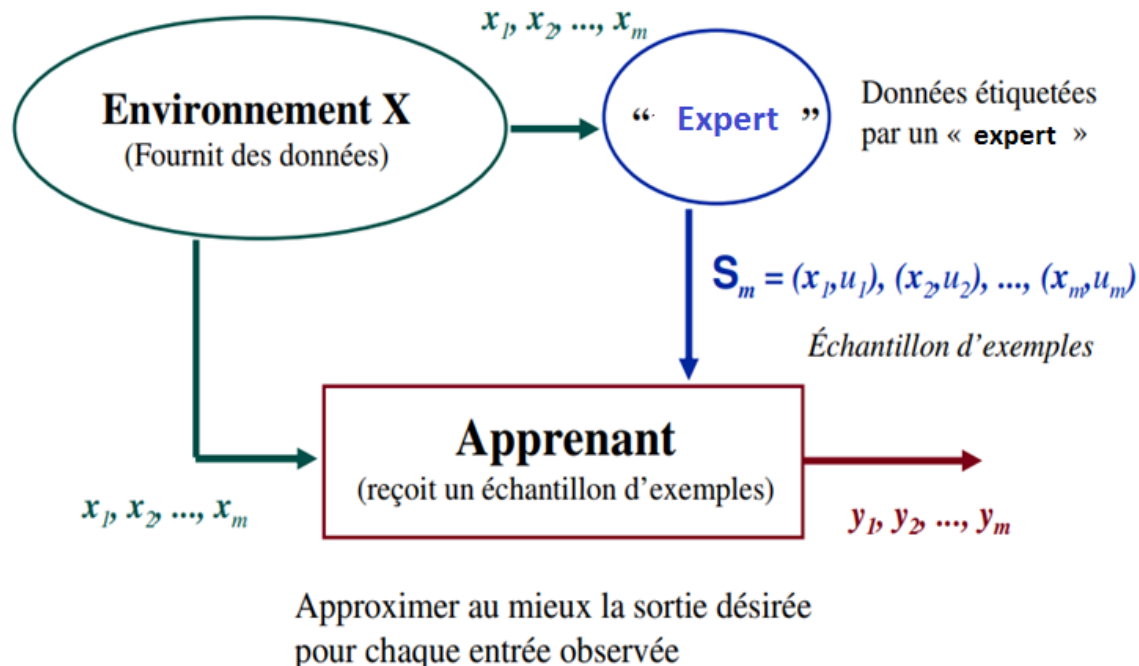 x1, x2, ..., xm
Environnement X
(Fournit des données)
“ Expert ”
Données étiquetées
par un « expert »
Sm = (x1,u1), (x2,u2), ..., (xm,um)
Échantillon d’exemples
Apprenant
(reçoit un échantillon d’exemples)
x1, x2, ..., xm
y1, y2, ..., ym
Approximer au mieux la sortie désirée
pour chaque entrée observée